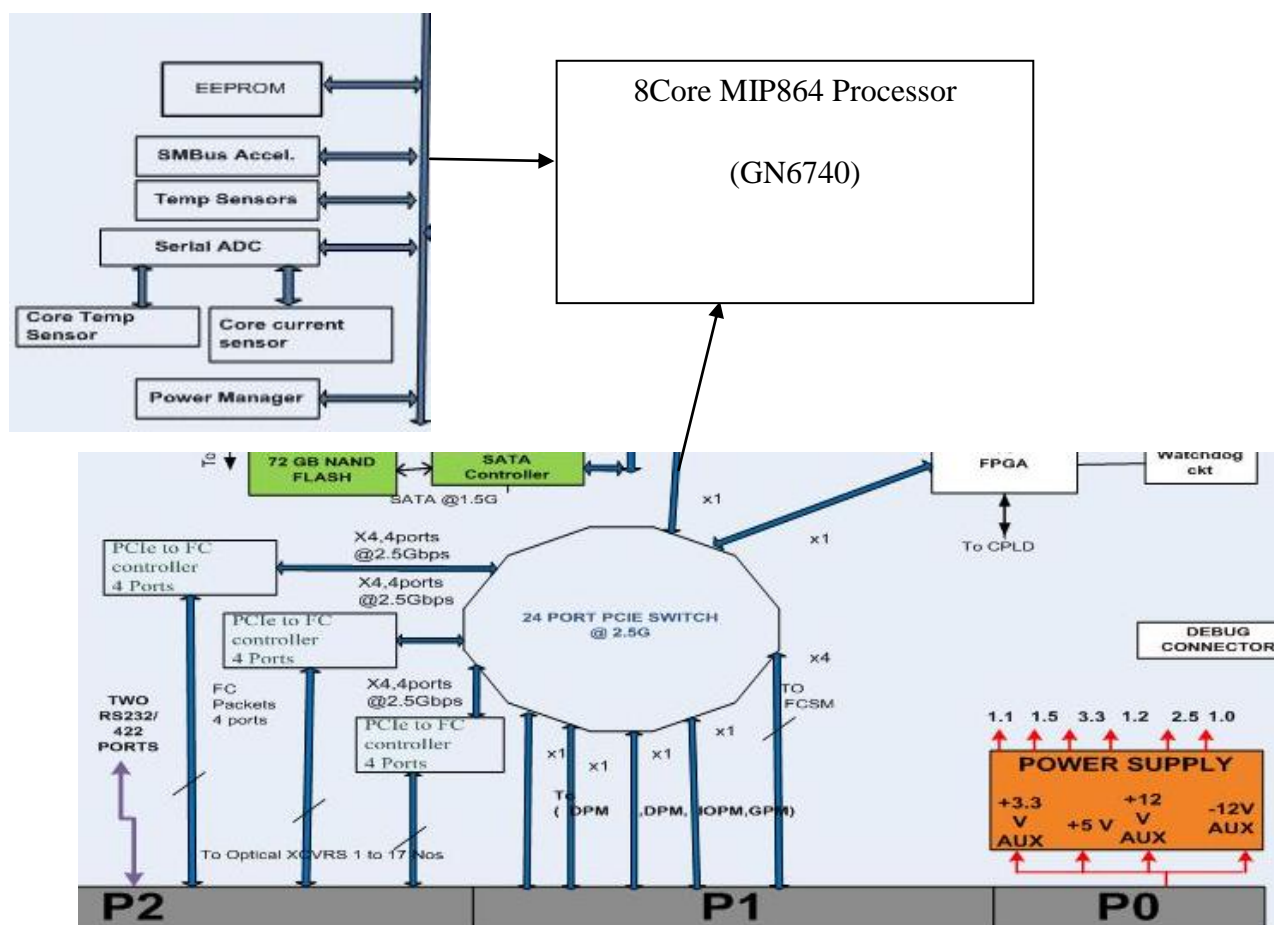 EEPROM
SMBus Accel.
Temp Sensors
Serial ADC
Core Temp
Sensor
Core current
sensor
Power Manager
8Core MIP864 Processor
(GN6740)
To
72 GB NAND
FLASH
SATA
Controller
SATA @1.5G
x1
FPGA
Watchdog
ckt
x1
To CPLD
PCIe to FC
controller
4 Ports
X4,4ports
@2.5Gbps
X4,4ports
@2.5Gbps
PCIe to FC
controller
4 Ports
24 PORT PCIE SWITCH
@ 2.5G
DEBUG
CONNECTOR
x4
X4,4ports
@2.5Gbps
TO
FCSM
FC
Packets
4 ports
TWO
RS232/
422
PORTS
PCIe to FC
controller
4 Ports
x1
x1
x1
x1
To
( DPM ,DPM, IOPM,GPM)
To Optical XCVRS 1 to 17 Nos
1.1 1.5 3.3 1.2 2.5 1.0
POWER SUPPLY
+3.3
V
AUX
+5 V
+12
V
AUX
-12V
AUX
P2
P1
P0